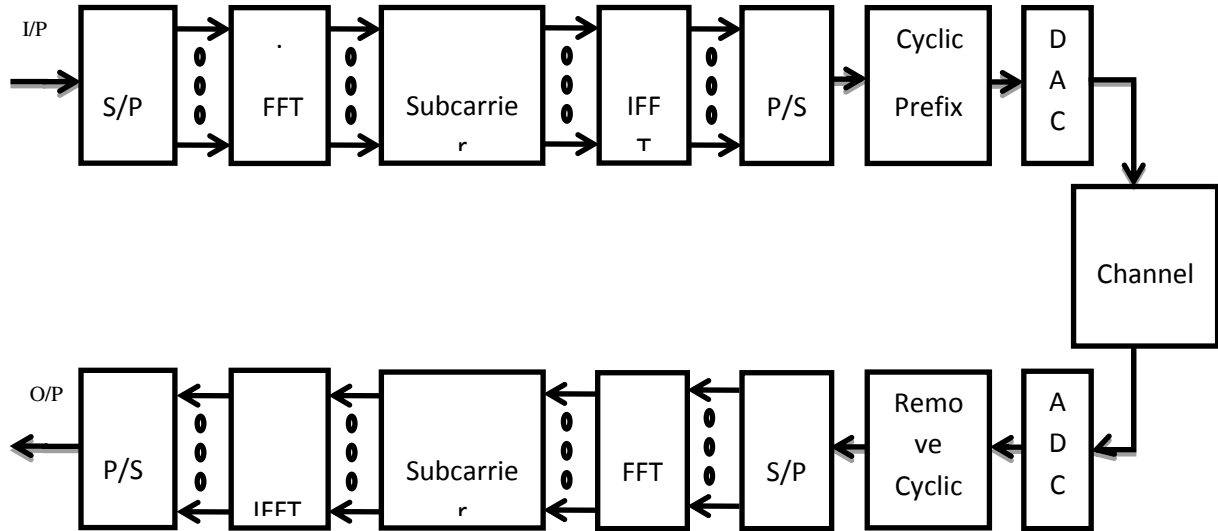 I/P
S/P
.
FFT
Subcarrie
r
IFF
T
P/S
Cyclic
Prefix
D
A
C
Channel
O/P
P/S
IFFT
Subcarrie
r
FFT
S/P
Remo
ve
Cyclic
A
D
C